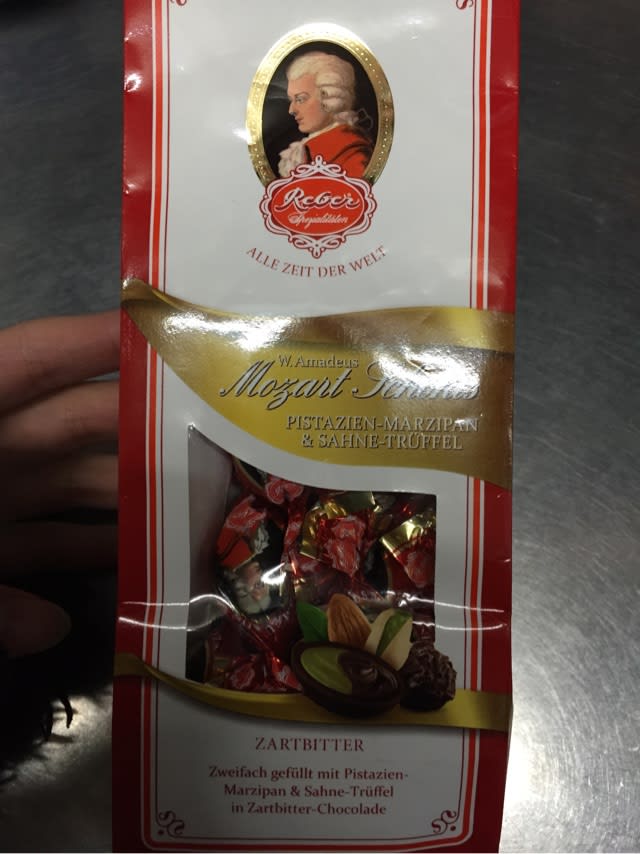 Reber
Spezialitäten
ALLE ZEIT DER WELT
W. Amadeus
Mozart
PISTAZIEN-MARZIPAN
& SAHNE-TRÜFFEL
ZARTBITTER
Zweifach gefüllt mit Pistazien-
Marzipan & Sahne-Trüffel
in Zartbitter-Chocolade